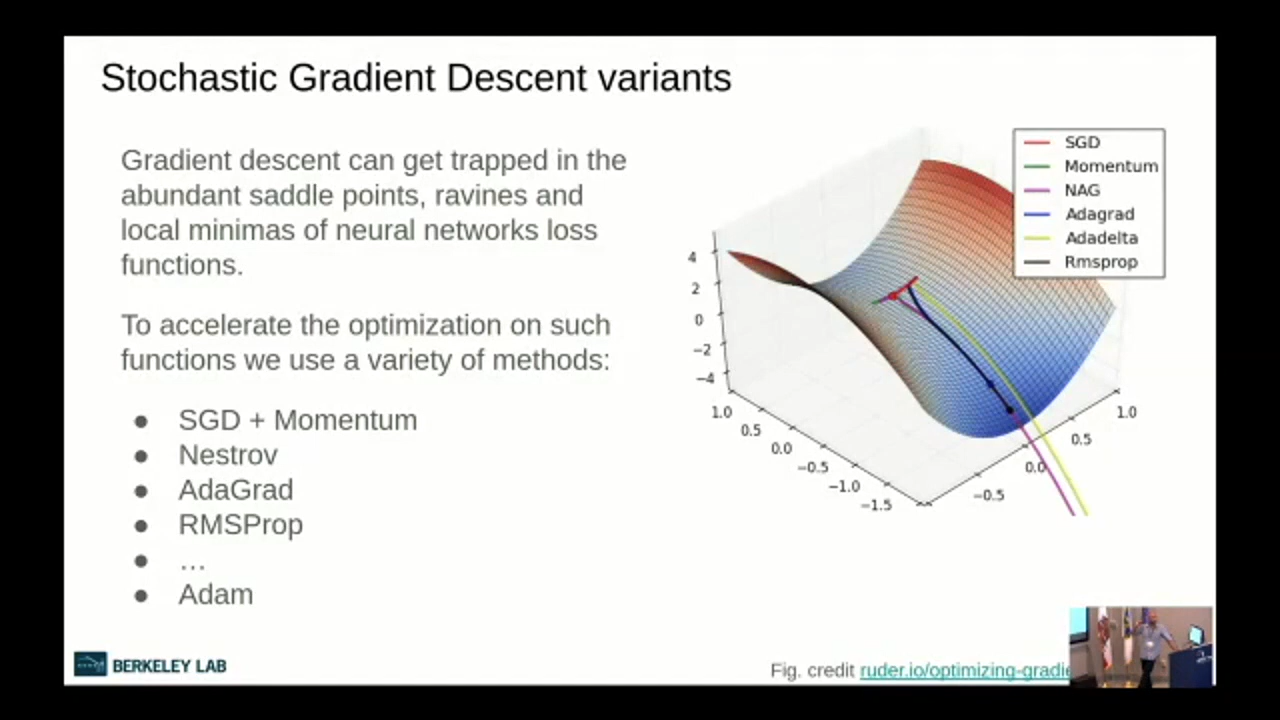 Stochastic Gradient Descent variants
Gradient descent can get trapped in the
abundant saddle points, ravines and
local minimas of neural networks loss
functions.
To accelerate the optimization on such
functions we use a variety of methods:
● SGD + Momentum
● Nestrov
● AdaGrad
● RMSProp
● …
● Adam
SGD
Momentum
NAG
Adagrad
Adadelta
Rmsprop
4
2
0
−2
−4
1.0
0.5
0.0
−0.5
−1.0
−1.5
−0.5
0.0
0.5
1.0
BERKELEY LAB
Fig. credit ruder.io/optimizing-gradie